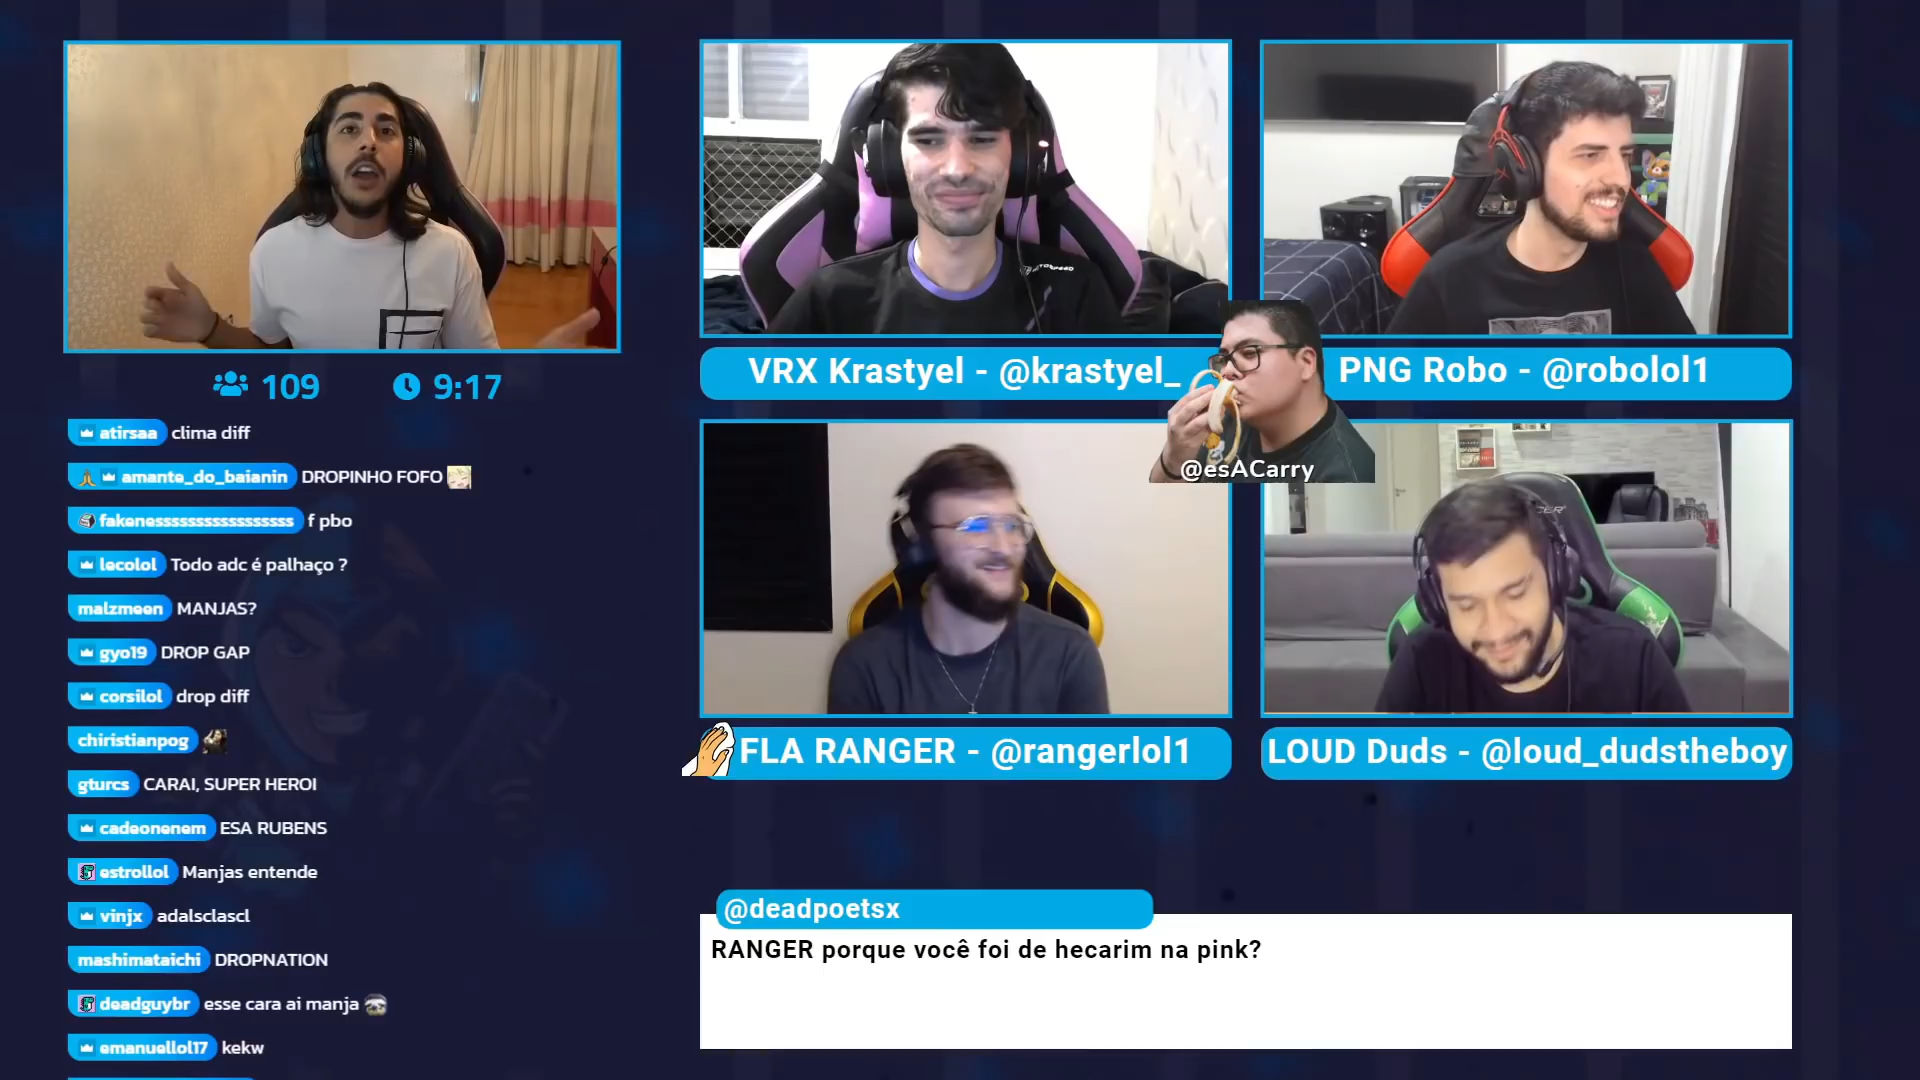 109
9:17
atirsaa clima diff
amante_do_baianin DROPINHO FOFO
fakenesssssssssssssssss f pbo
lecolol Todo adc é palhaço ?
malzmeen MANJAS?
gyo19 DROP GAP
corsilol drop diff
chiristianpog
gturcs CARAI, SUPER HEROI
cadeonenem ESA RUBENS
estrollol Manjas entende
vinjx adalsclascl
mashimataichi DROPNATION
deadguybr esse cara ai manja
emanuellol17 kekw
VRX Krastyel - @krastyel_
PNG Robo - @robolol1
@esACarry
FLA RANGER - @rangerlol1
LOUD Duds - @loud_dudstheboy
@deadpoetsx
RANGER porque você foi de hecarim na pink?